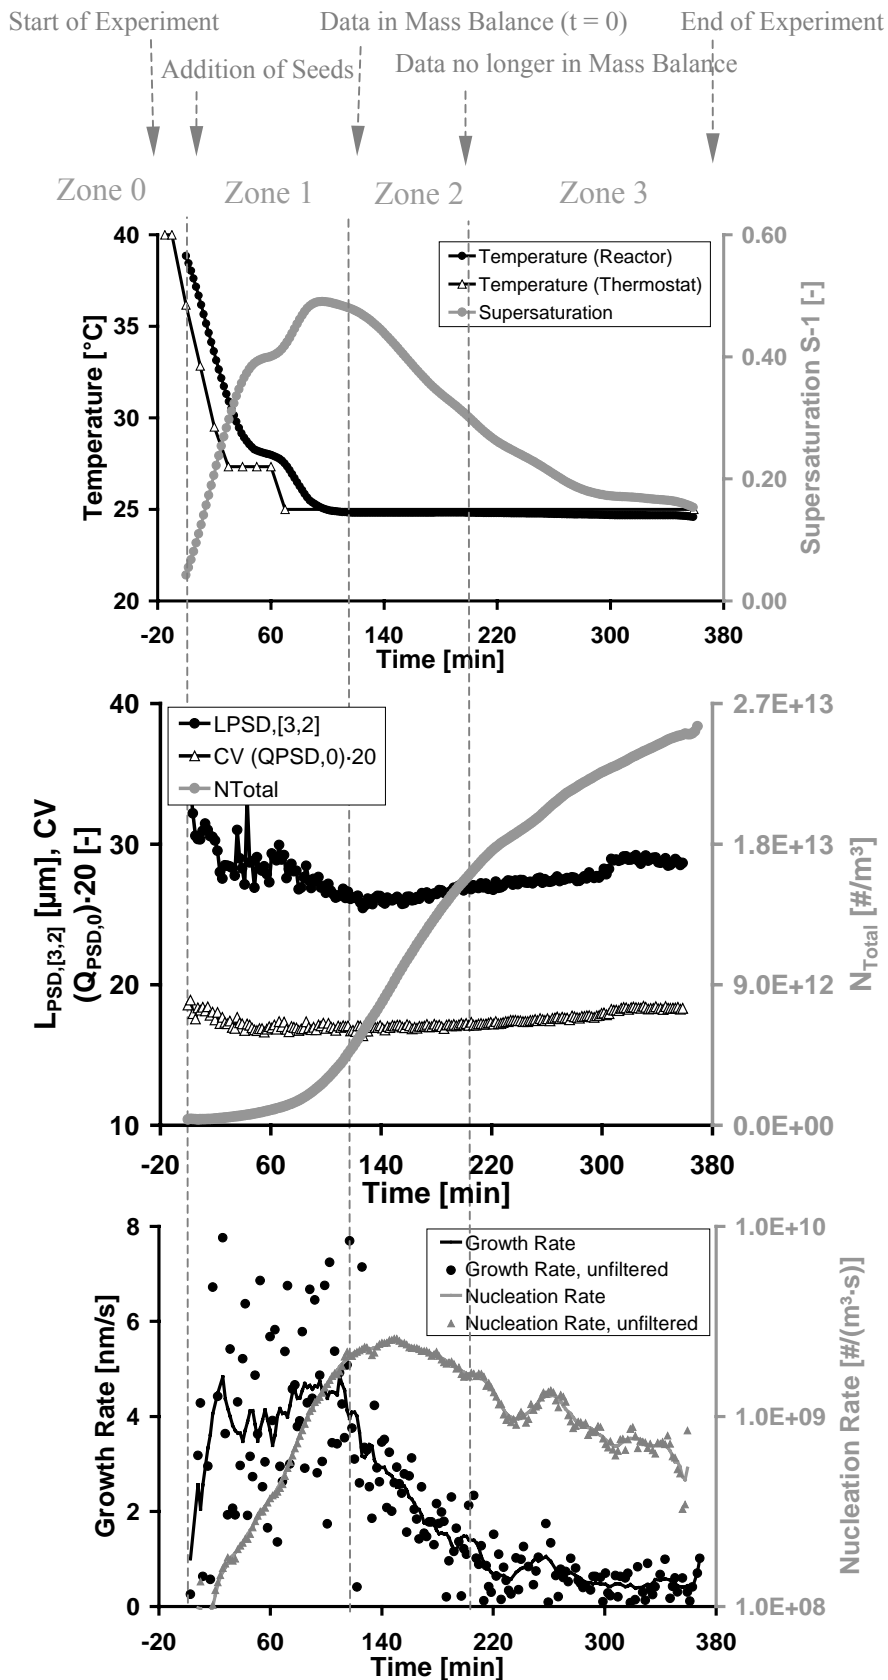 Start of Experiment
Data in Mass Balance (t = 0)
End of Experiment
Addition of Seeds
Data no longer in Mass Balance
Zone 0
Zone 1
Zone 2
Zone 3
40
35
30
25
20
Temperature [°C]
Temperature (Reactor)
Temperature (Thermostat)
Supersaturation
0.60
0.40
0.20
0.00
Supersaturation S-1 [-]
-20
60
140
220
300
380
Time [min]
40
30
20
10
LPSD,[3,2] [µm], CV
(QPSD,0)·20 [-]
LPSD,[3,2]
CV (QPSD,0)·20
NTotal
2.7E+13
1.8E+13
9.0E+12
0.0E+00
NTotal [#/m³]
-20
60
140
220
300
380
Time [min]
8
6
4
2
0
Growth Rate [nm/s]
Growth Rate
Growth Rate, unfiltered
Nucleation Rate
Nucleation Rate, unfiltered
1.0E+10
1.0E+09
1.0E+08
Nucleation Rate [#/(m³·s)]
-20
60
140
220
300
380
Time [min]